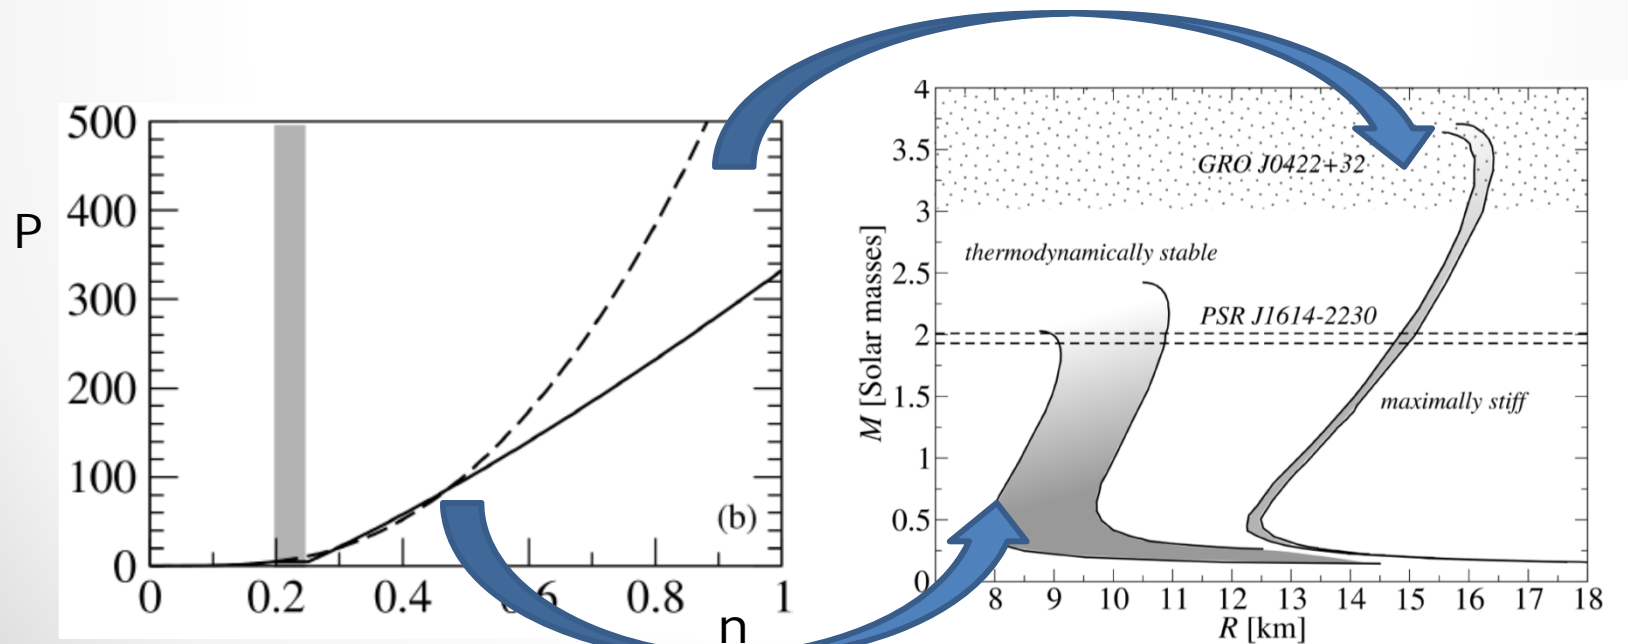 P
500
400
300
200
100
0
0 0.2 0.4 0.6 0.8 1
n
(b)
M [Solar masses]
4
3.5
3
2.5
2
1.5
1
0.5
0
GRO J0422+32
thermodynamically stable
PSR J1614-2230
maximally stiff
8 9 10 11 12 13 14 15 16 17 18
R [km]